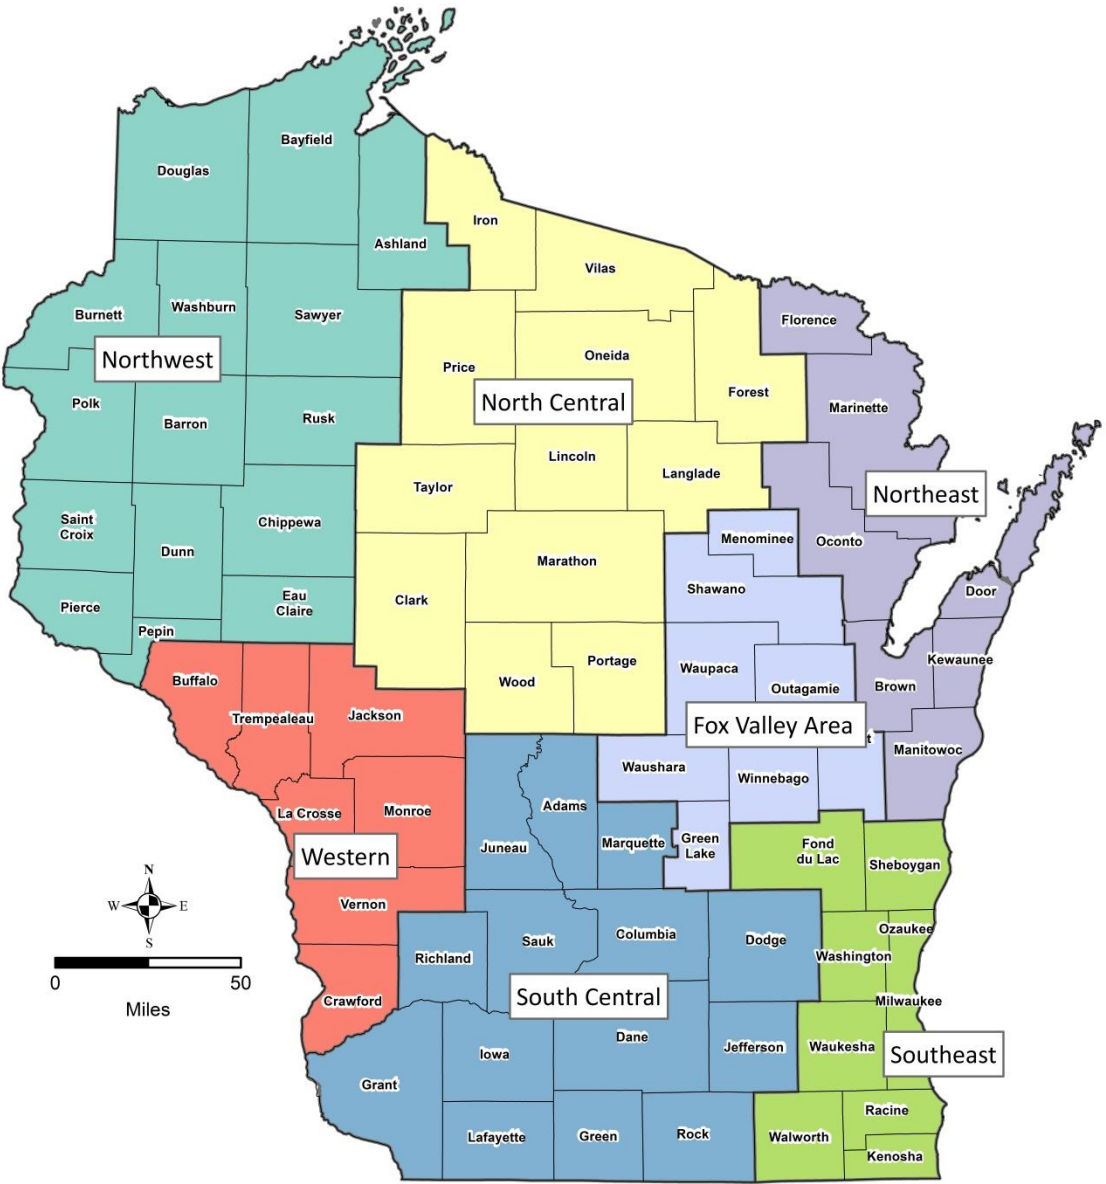 Bayfield
Douglas
Iron
Ashland
Vilas
Washburn
Burnett
Sawyer
Florence
Northwest
Oneida
Price
Forest
North Central
Polk
Barron
Rusk
Marinette
Lincoln
Langlade
Taylor
Northeast
Saint
Croix
Chippewa
Menominee
Oconto
Dunn
Marathon
Shawano
Door
Eau
Claire
Clark
Pierce
Pepin
Portage
Waupaca
Kewaunee
Buffalo
Wood
Outagamie
Brown
Trempealeau
Jackson
Fox Valley Area
t
Manitowoc
Waushara
Winnebago
La Crosse
Monroe
Adams
Juneau
Marquette
Green
Lake
Fond
du Lac
Sheboygan
Western
N
W
E
S
Vernon
Ozaukee
Sauk
Columbia
Dodge
Richland
Washington
0
50
Miles
Crawford
South Central
Milwaukee
Dane
Jefferson
Waukesha
Southeast
Iowa
Grant
Racine
Lafayette
Green
Rock
Walworth
Kenosha